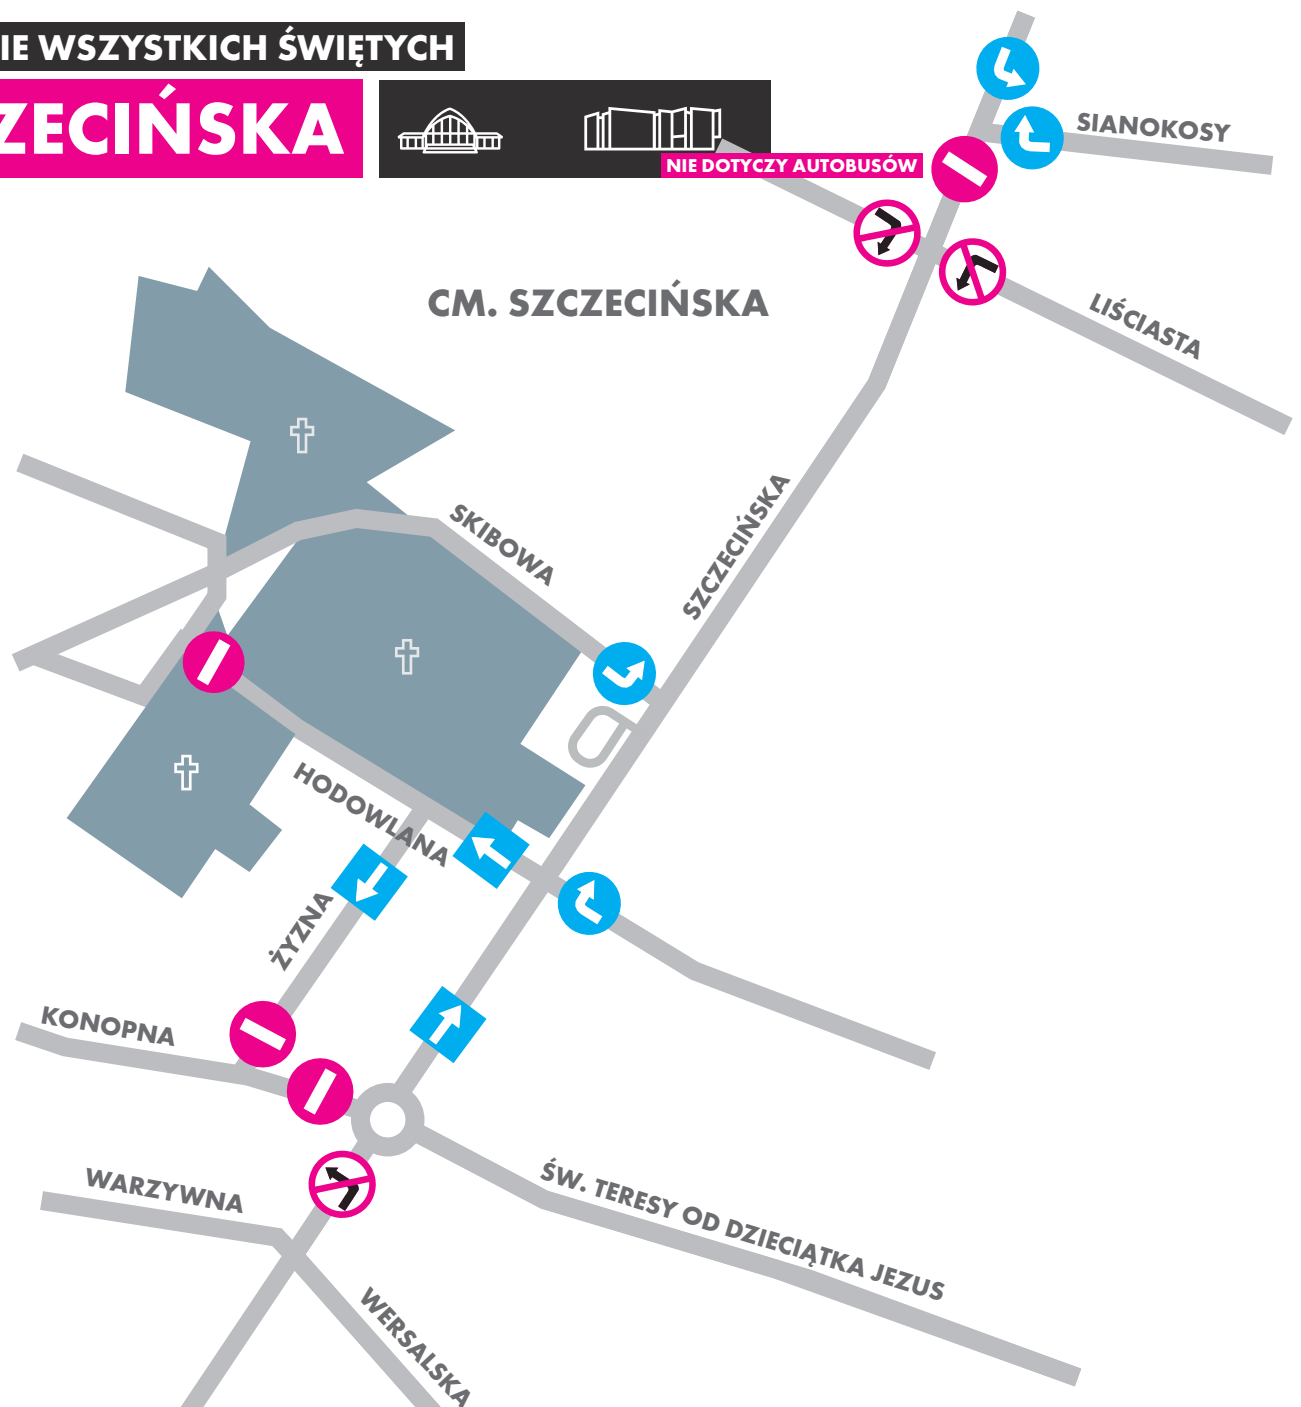 IE WSZYSTKICH ŚWIĘTYCH
ZECIŃSKA
NIE DOTYCZY AUTOBUSÓW
SIANOKOSY
CM. SZCZECIŃSKA
LIŚCIASTA
SKIBOWA
SZCZECIŃSKA
HODOWLANA
ŻYZNA
KONOPNA
WARZYWNA
ŚW. TERESY OD DZIECIĄTKA JEZUS
WERSALSKA